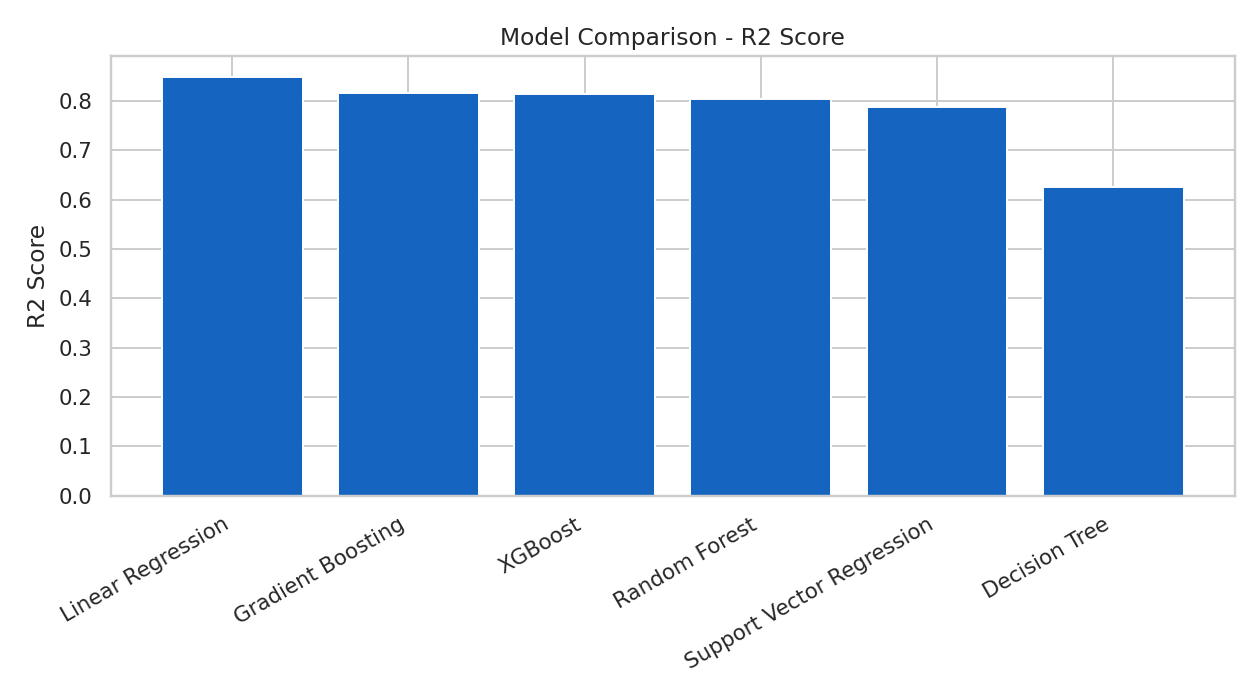 Model Comparison - R2 Score
R2 Score
0.8
0.7
0.6
0.5
0.4
0.3
0.2
0.1
0.0
Linear Regression
Gradient Boosting
XGBoost
Random Forest
Support Vector Regression
Decision Tree